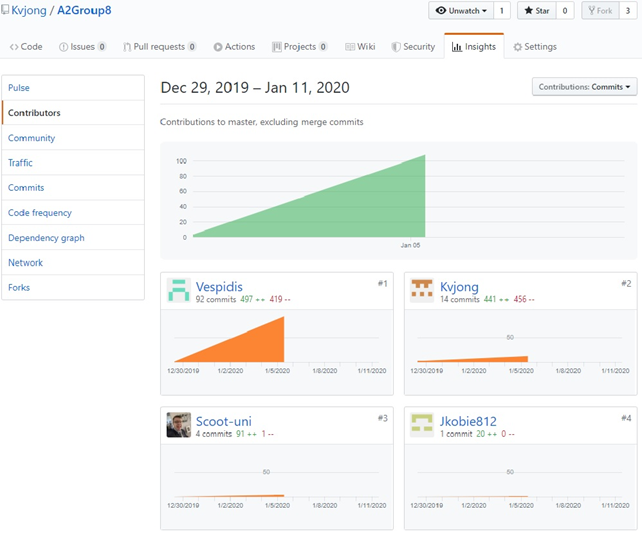 Kvjong / A2Group8
Unwatch 1 Star 0 Fork 3
Code Issues 0 Pull requests 0 Actions Projects 0 Wiki Security Insights Settings
Pulse
Contributors
Community
Traffic
Commits
Code frequency
Dependency graph
Network
Forks
Dec 29, 2019 – Jan 11, 2020
Contributions: Commits
Contributions to master, excluding merge commits
100
80
60
40
20
0
Jan 05
Vespidis #1
92 commits 497 ++ 419 --
12/30/2019 1/2/2020 1/5/2020 1/8/2020 1/11/2020
Kvjong #2
14 commits 441 ++ 456 --
50
12/30/2019 1/2/2020 1/5/2020 1/8/2020 1/11/2020
Scoot-uni #3
4 commits 91 ++ 1 --
50
12/30/2019 1/2/2020 1/5/2020 1/8/2020 1/11/2020
Jkobie812 #4
1 commit 20 ++ 0 --
50
12/30/2019 1/2/2020 1/5/2020 1/8/2020 1/11/2020